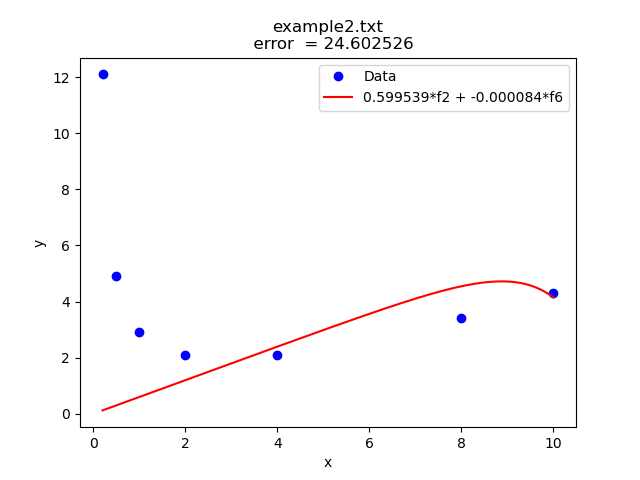 example2.txt
error  = 24.602526
Data
0.599539*f2 + -0.000084*f6
12
10
8
6
4
2
0
y
0 2 4 6 8 10
x